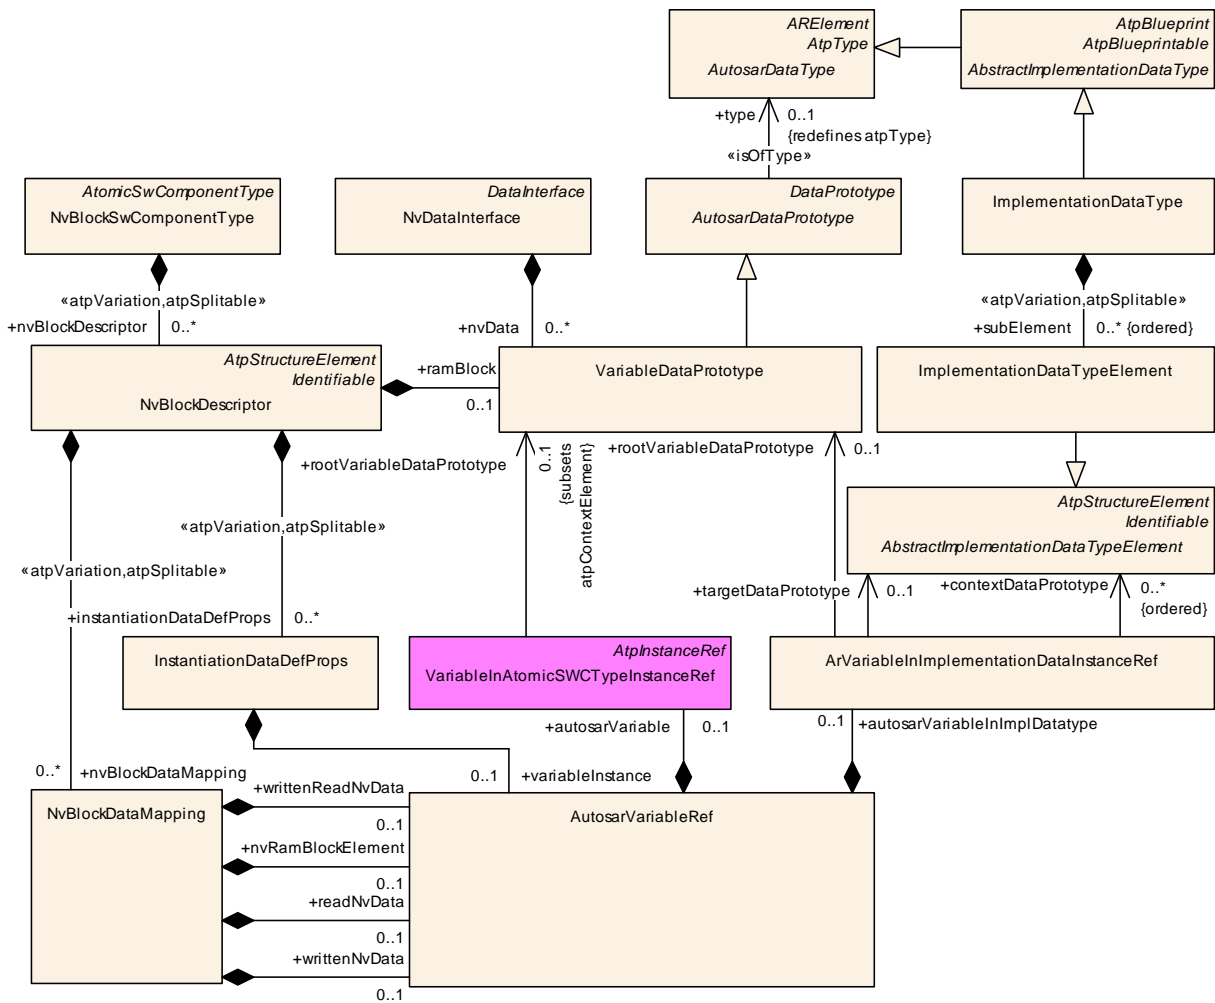 ARElement
AtpType
AutosarDataType
AtpBlueprint
AtpBlueprintable
AbstractImplementationDataType
+type
0..1
{redefines atpType}
«isOfType»
AtomicSwComponentType
NvBlockSwComponentType
DataInterface
NvDataInterface
DataPrototype
AutosarDataPrototype
ImplementationDataType
«atpVariation,atpSplitable»
+nvBlockDescriptor
0..*
+nvData
0..*
«atpVariation,atpSplitable»
+subElement
0..* {ordered}
AtpStructureElement
Identifiable
NvBlockDescriptor
+ramBlock
0..1
VariableDataPrototype
ImplementationDataTypeElement
+rootVariableDataPrototype
0..1
{subsets
atpContextElement}
+rootVariableDataPrototype
0..1
AtpStructureElement
Identifiable
AbstractImplementationDataTypeElement
«atpVariation,atpSplitable»
«atpVariation,atpSplitable»
+targetDataPrototype
0..1
+contextDataPrototype
0..*
{ordered}
+instantiationDataDefProps
0..*
InstantiationDataDefProps
AtpInstanceRef
VariableInAtomicSWCTypeInstanceRef
ArVariableInImplementationDataInstanceRef
+autosarVariable
0..1
0..1
+autosarVariableInImplDatatype
0..*
+nvBlockDataMapping
0..1
+variableInstance
NvBlockDataMapping
+writtenReadNvData
0..1
AutosarVariableRef
+nvRamBlockElement
0..1
+readNvData
0..1
+writtenNvData
0..1